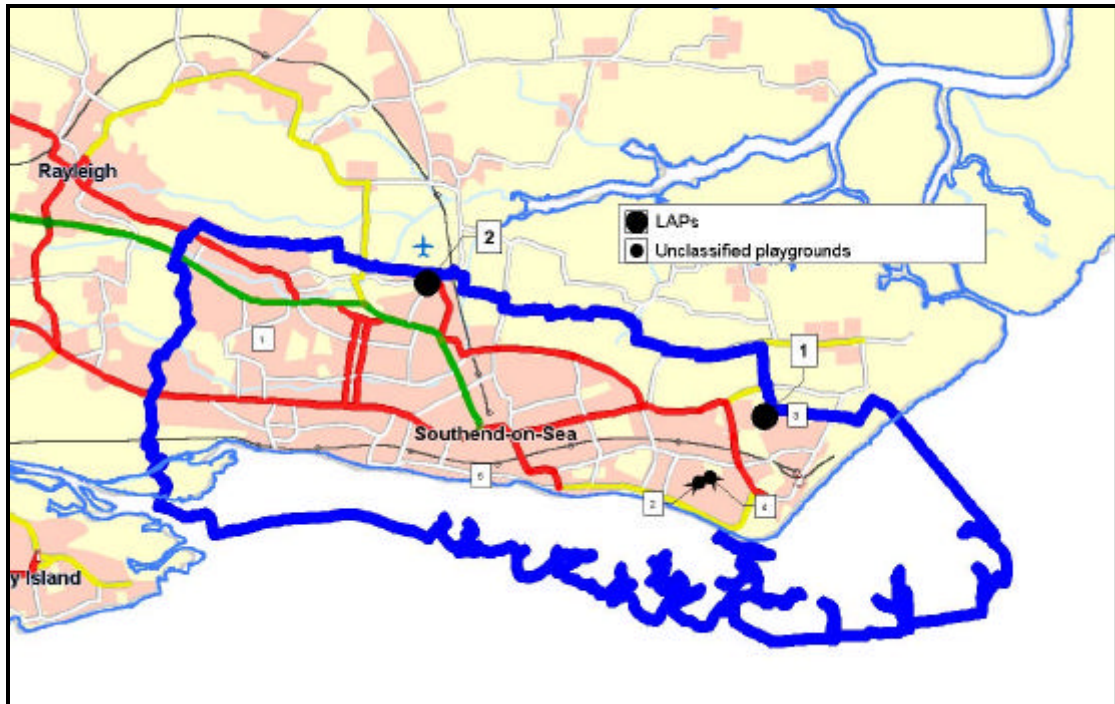 Rayleigh
2
LAPs
Unclassified playgrounds
1
1
3
Southend-on-Sea
5
2
4
y Island